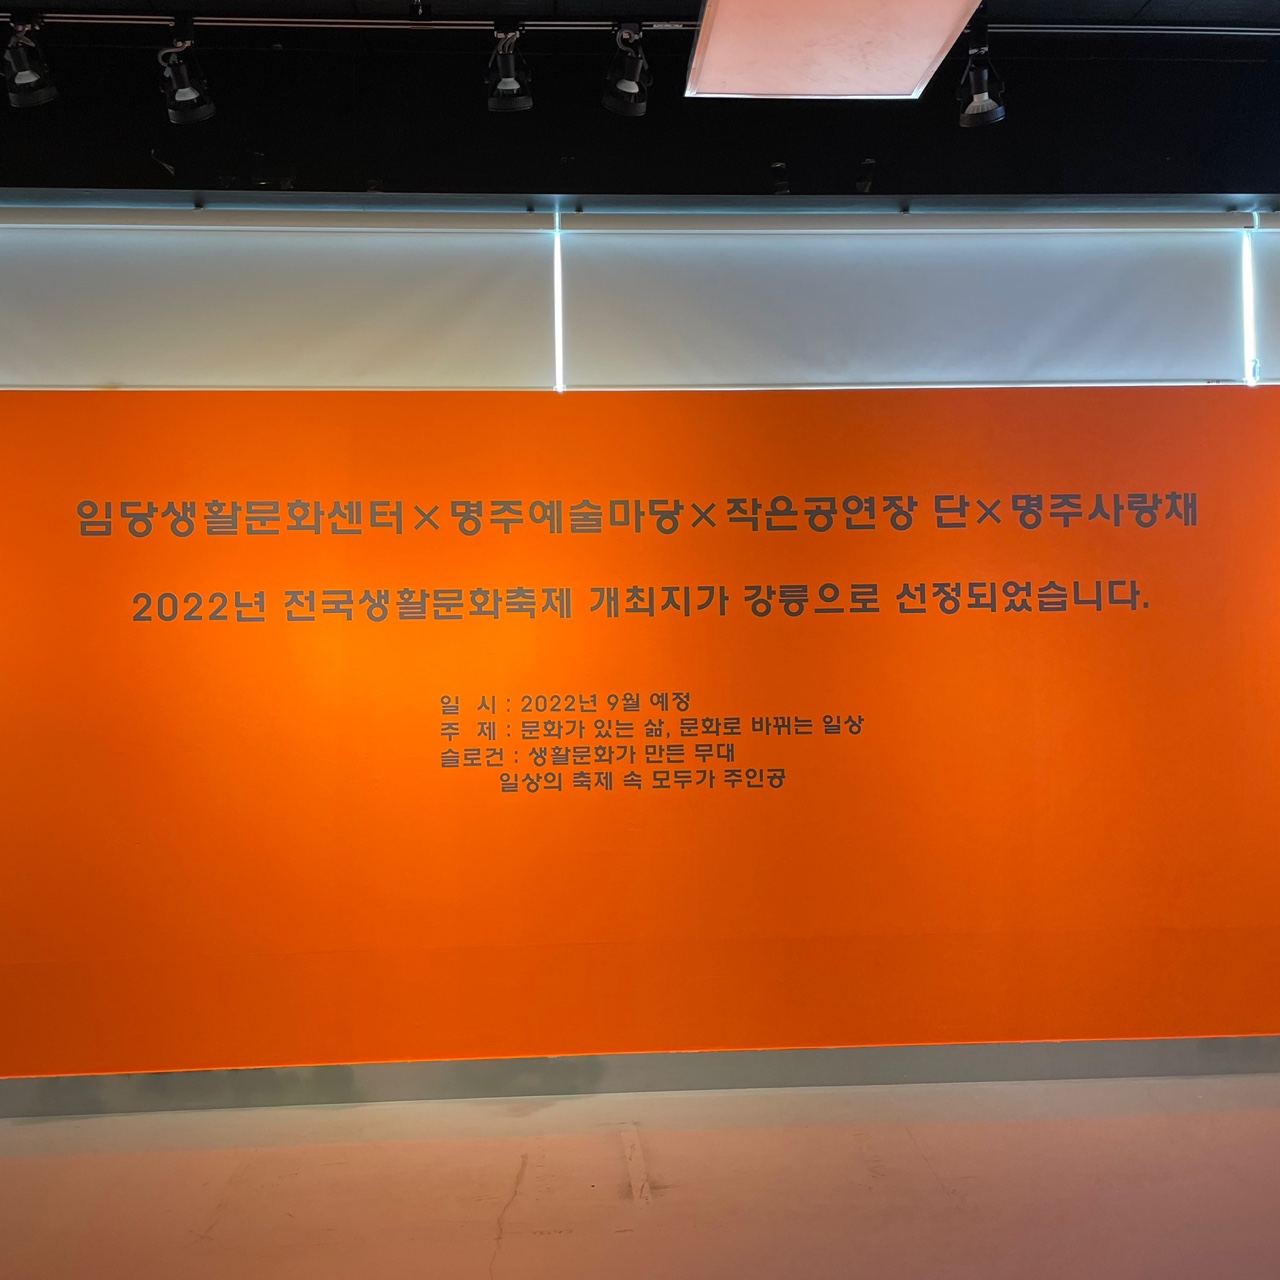 임당생활문화센터×명주예술마당×작은공연장 단×명주사랑채
2022년 전국생활문화축제 개최지가 강릉으로 선정되었습니다.
일 시 : 2022년 9월 예정
주 제 : 문화가 있는 삶, 문화로 바뀌는 일상
슬로건 : 생활문화가 만든 무대
일상의 축제 속 모두가 주인공